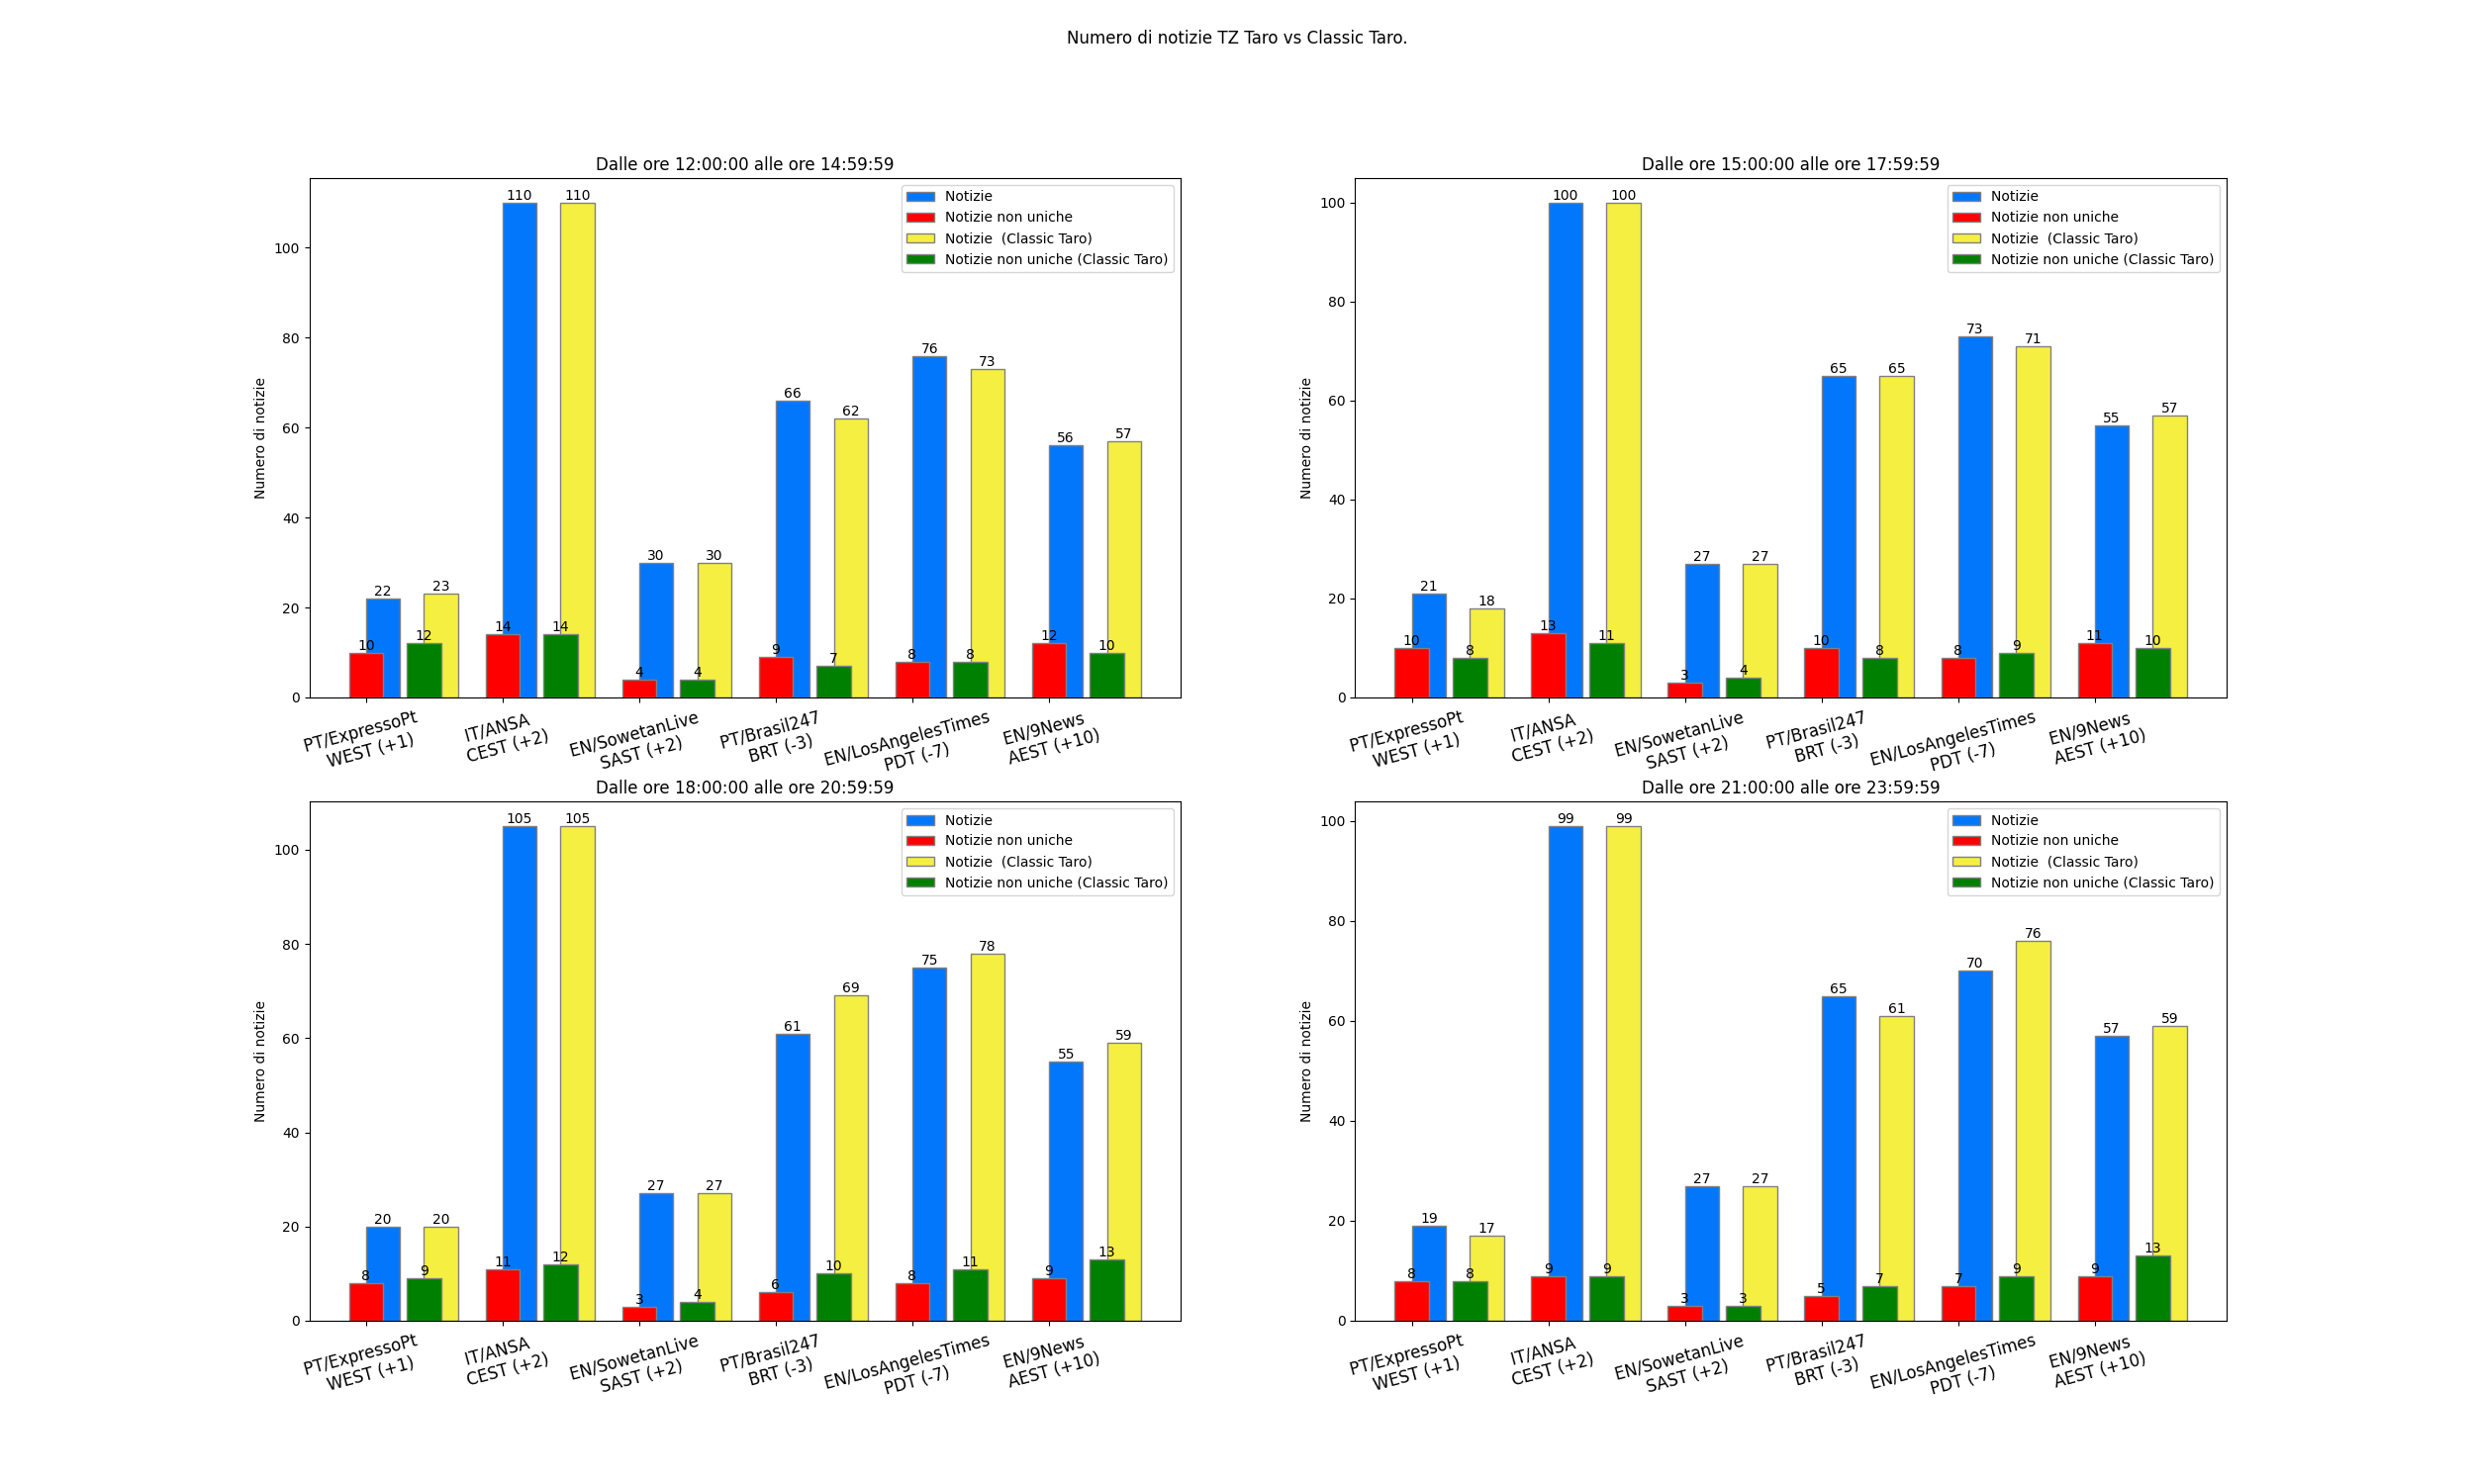 Numero di notizie TZ Taro vs Classic Taro.
Dalle ore 12:00:00 alle ore 14:59:59
Numero di notizie
100
80
60
40
20
0
Notizie
Notizie non uniche
Notizie  (Classic Taro)
Notizie non uniche (Classic Taro)
10 22 12 23
14 110 14 110
4 30 4 30
9 66 7 62
8 76 8 73
12 56 10 57
PT/ExpressoPt
WEST (+1)
IT/ANSA
CEST (+2)
EN/SowetanLive
SAST (+2)
PT/Brasil247
BRT (-3)
EN/LosAngelesTimes
PDT (-7)
EN/9News
AEST (+10)
Dalle ore 15:00:00 alle ore 17:59:59
Numero di notizie
100
80
60
40
20
0
Notizie
Notizie non uniche
Notizie  (Classic Taro)
Notizie non uniche (Classic Taro)
10 21 8 18
13 100 11 100
3 27 4 27
10 65 8 65
8 73 9 71
11 55 10 57
PT/ExpressoPt
WEST (+1)
IT/ANSA
CEST (+2)
EN/SowetanLive
SAST (+2)
PT/Brasil247
BRT (-3)
EN/LosAngelesTimes
PDT (-7)
EN/9News
AEST (+10)
Dalle ore 18:00:00 alle ore 20:59:59
Numero di notizie
100
80
60
40
20
0
Notizie
Notizie non uniche
Notizie  (Classic Taro)
Notizie non uniche (Classic Taro)
8 20 9 20
11 105 12 105
3 27 4 27
6 61 10 69
8 75 11 78
9 55 13 59
PT/ExpressoPt
WEST (+1)
IT/ANSA
CEST (+2)
EN/SowetanLive
SAST (+2)
PT/Brasil247
BRT (-3)
EN/LosAngelesTimes
PDT (-7)
EN/9News
AEST (+10)
Dalle ore 21:00:00 alle ore 23:59:59
Numero di notizie
100
80
60
40
20
0
Notizie
Notizie non uniche
Notizie  (Classic Taro)
Notizie non uniche (Classic Taro)
8 19 8 17
9 99 9 99
3 27 3 27
5 65 7 61
7 70 9 76
9 57 13 59
PT/ExpressoPt
WEST (+1)
IT/ANSA
CEST (+2)
EN/SowetanLive
SAST (+2)
PT/Brasil247
BRT (-3)
EN/LosAngelesTimes
PDT (-7)
EN/9News
AEST (+10)